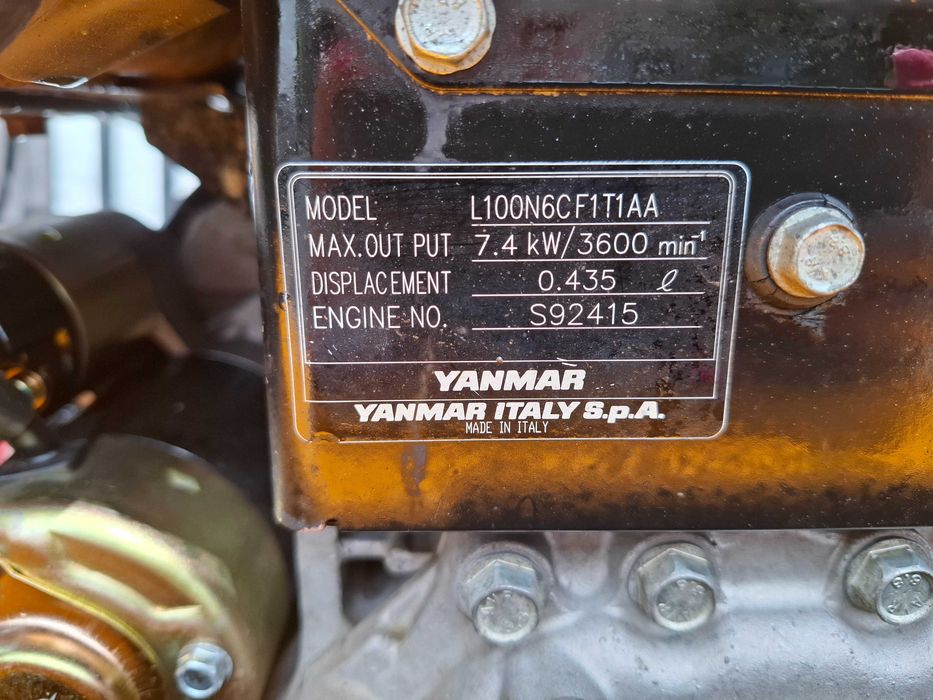 MODEL L100N6CF1T1AA
MAX.OUT PUT 7.4 kW/3600 min⁻¹
DISPLACEMENT 0.435 ℓ
ENGINE NO. S92415
YANMAR
YANMAR ITALY S.p.A.
MADE IN ITALY